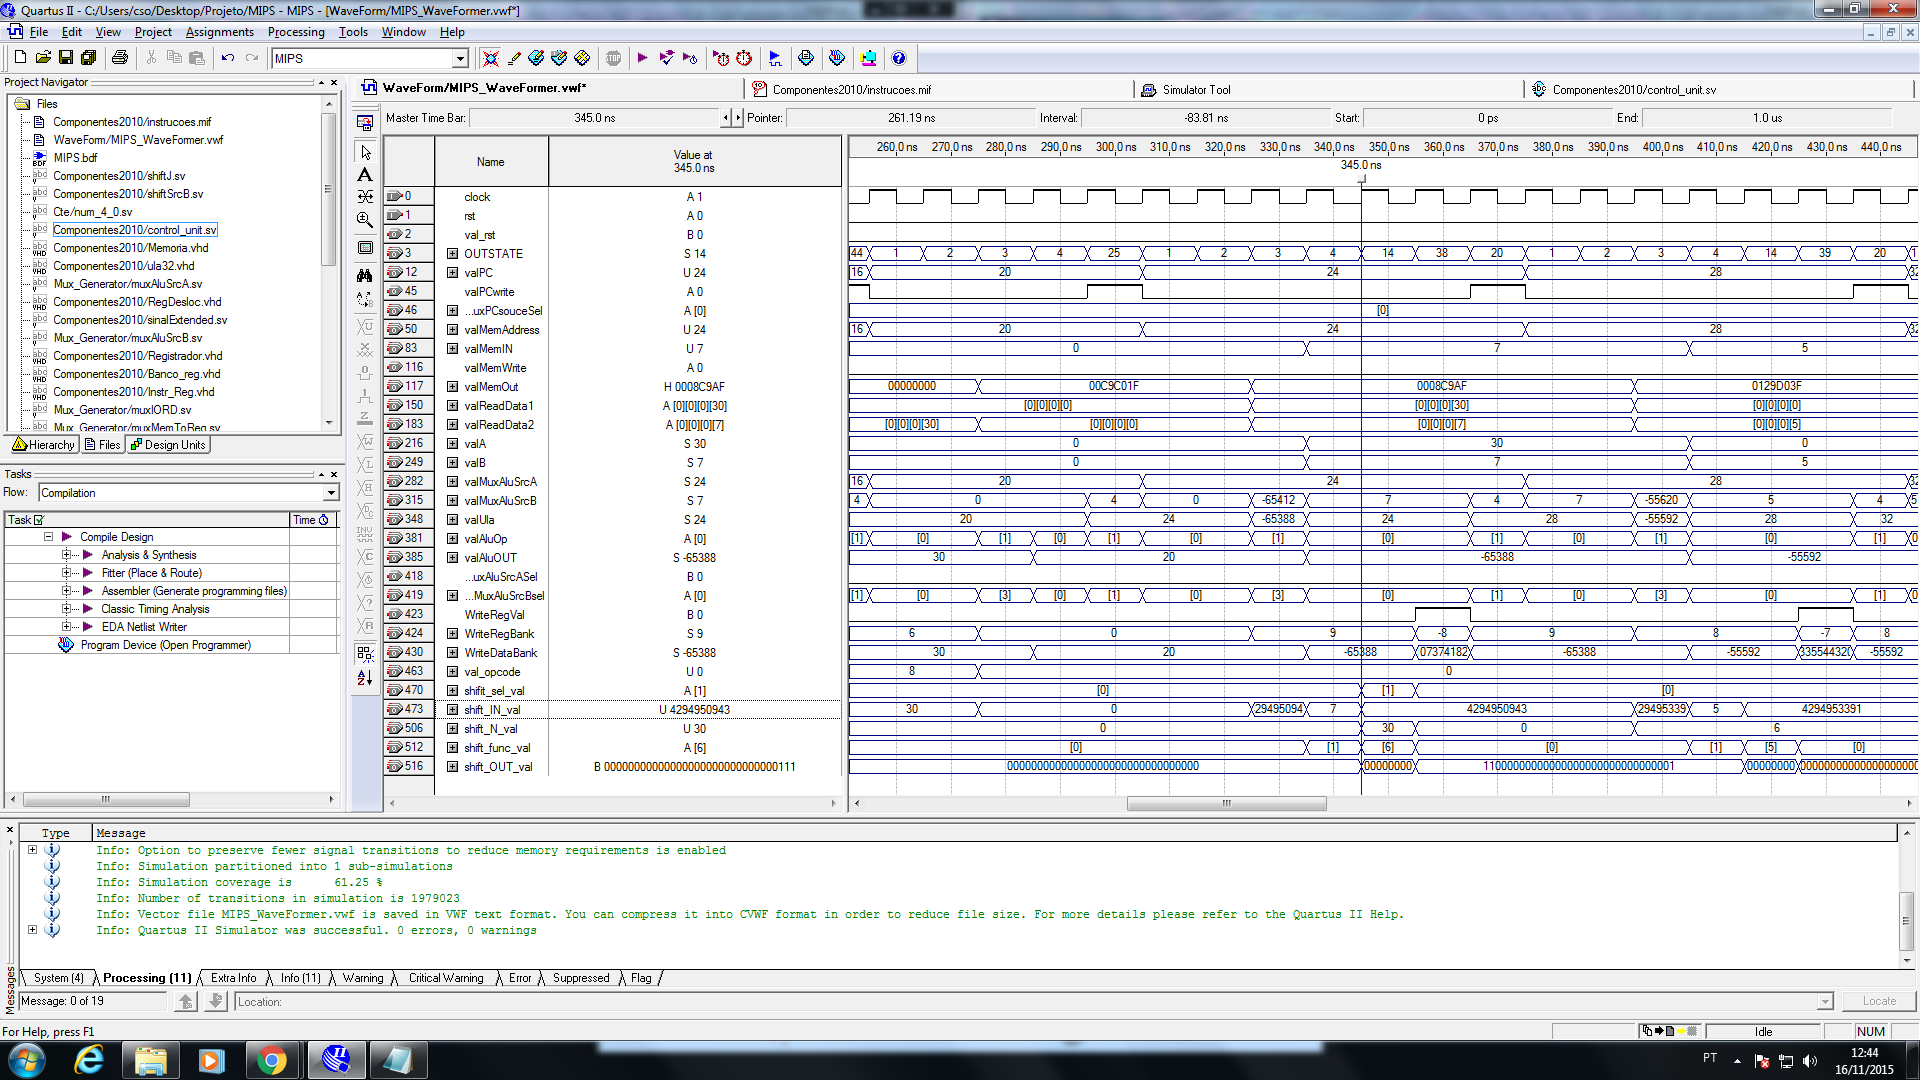 Quartus II - C:/Users/cso/Desktop/Projeto/MIPS - MIPS - [WaveForm/MIPS_WaveFormer.vwf*]
File Edit View Project Assignments Processing Tools Window Help
MIPS
Project Navigator
Files
Componentes2010/instrucoes.mif
WaveForm/MIPS_WaveFormer.vwf
MIPS.bdf
Componentes2010/shiftJ.sv
Componentes2010/shiftSrcB.sv
Cte/num_4_0.sv
Componentes2010/control_unit.sv
Componentes2010/Memoria.vhd
Componentes2010/ula32.vhd
Mux_Generator/muxAluSrcA.sv
Componentes2010/RegDesloc.vhd
Componentes2010/sinalExtended.sv
Mux_Generator/muxAluSrcB.sv
Componentes2010/Registrador.vhd
Componentes2010/Banco_reg.vhd
Componentes2010/Instr_Reg.vhd
Mux_Generator/muxIORD.sv
Mux_Generator/muxMemToReg.sv
Hierarchy Files Design Units
Tasks
Flow: Compilation
Task Time
Compile Design
Analysis & Synthesis
Fitter (Place & Route)
Assembler (Generate programming files)
Classic Timing Analysis
EDA Netlist Writer
Program Device (Open Programmer)
WaveForm/MIPS_WaveFormer.vwf* Componentes2010/instrucoes.mif Simulator Tool Componentes2010/control_unit.sv
Master Time Bar: 345.0 ns Pointer: 261.19 ns Interval: -83.81 ns Start: 0 ps End: 1.0 us
Name Value at 345.0 ns
260.0 ns 270.0 ns 280.0 ns 290.0 ns 300.0 ns 310.0 ns 320.0 ns 330.0 ns 340.0 ns 350.0 ns 360.0 ns 370.0 ns 380.0 ns 390.0 ns 400.0 ns 410.0 ns 420.0 ns 430.0 ns 440.0 ns
345.0 ns
0 clock A 1
1 rst A 0
2 val_rst B 0
3 OUTSTATE S 14 44 1 2 3 4 25 1 2 3 4 14 38 20 1 2 3 4 14 39 20 1
12 valPC U 24 16 20 24 28 32
45 valPCwrite A 0
46 ...uxPCsouceSel A [0] [0]
50 valMemAddress U 24 16 20 24 28 32
83 valMemIN U 7 0 7 5
116 valMemWrite A 0
117 valMemOut H 0008C9AF 00000000 00C9C01F 0008C9AF 0129D03F
150 valReadData1 A [0][0][0][30] [0][0][0][0] [0][0][0][30] [0][0][0][0]
183 valReadData2 A [0][0][0][7] [0][0][0][30] [0][0][0][0] [0][0][0][7] [0][0][0][5]
216 valA S 30 0 30 0
249 valB S 7 0 7 5
282 valMuxAluSrcA S 24 16 20 24 28 32
315 valMuxAluSrcB S 7 4 0 4 0 -65412 7 4 7 -55620 5 4 5
348 valUla S 24 20 24 -65388 24 28 -55592 28 32
381 valAluOp A [0] [1] [0] [1] [0] [1] [0] [1] [0] [1] [0] [1] [0] [1]
385 valAluOUT S -65388 30 20 -65388 -55592
418 ...uxAluSrcASel B 0
419 ...MuxAluSrcBsel A [0] [1] [0] [3] [0] [1] [0] [3] [0] [1] [0] [3] [0] [1]
423 WriteRegVal B 0
424 WriteRegBank S 9 6 0 9 -8 9 8 -7 8
430 WriteDataBank S -65388 30 20 -65388 07374182 -65388 -55592 33554432 -55592
463 val_opcode U 0 8 0
470 shifit_sel_val A [1] [0] [1] [0]
473 shift_IN_val U 4294950943 30 0 29495094 7 4294950943 29495339 5 4294953391
506 shift_N_val U 30 0 30 0 6
512 shift_func_val A [6] [0] [1] [6] [0] [1] [5] [0]
516 shift_OUT_val B 00000000000000000000000000000111 00000000000000000000000000000000 00000000 11000000000000000000000000000001 00000000
Type Message
Info: Option to preserve fewer signal transitions to reduce memory requirements is enabled
Info: Simulation partitioned into 1 sub-simulations
Info: Simulation coverage is 61.25 %
Info: Number of transitions in simulation is 1979023
Info: Vector file MIPS_WaveFormer.vwf is saved in VWF text format. You can compress it into CVWF format in order to reduce file size. For more details please refer to the Quartus II Help.
Info: Quartus II Simulator was successful. 0 errors, 0 warnings
System (4) Processing (11) Extra Info Info (11) Warning Critical Warning Error Suppressed Flag
Messages
Message: 0 of 19 Location: Locate
For Help, press F1 Idle NUM
PT 12:44
16/11/2015